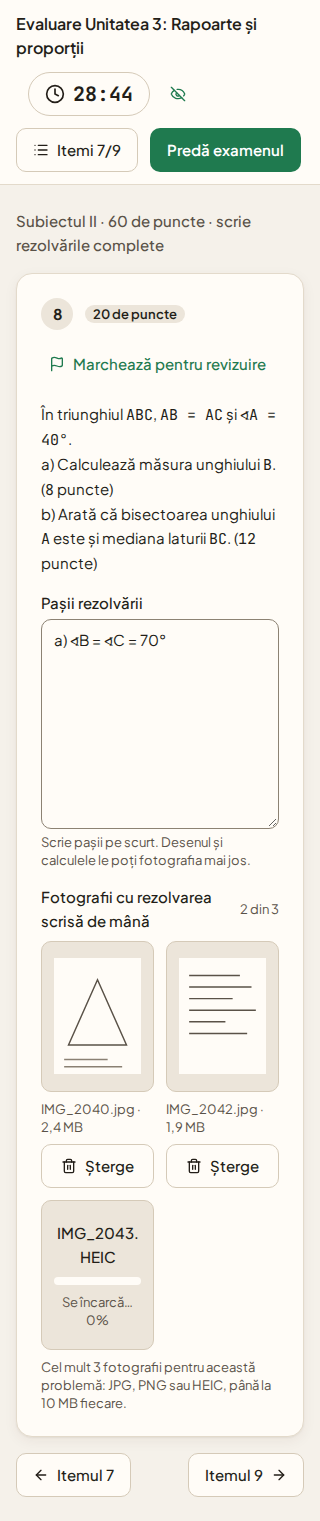 Evaluare Unitatea 3: Rapoarte și
proporții
28:44
Itemi 7/9
Predă examenul
Subiectul II · 60 de puncte · scrie
rezolvările complete
8
20 de puncte
Marchează pentru revizuire
În triunghiul ABC, AB = AC și ∢A =
40°.
a) Calculează măsura unghiului B.
(8 puncte)
b) Arată că bisectoarea unghiului
A este și mediana laturii BC. (12
puncte)
Pașii rezolvării
a) ∢B = ∢C = 70°
Scrie pașii pe scurt. Desenul și
calculele le poți fotografia mai jos.
Fotografii cu rezolvarea
scrisă de mână
2 din 3
IMG_2040.jpg ·
2,4 MB
IMG_2042.jpg ·
1,9 MB
Șterge
Șterge
IMG_2043.
HEIC
Se încarcă…
0%
Cel mult 3 fotografii pentru această
problemă: JPG, PNG sau HEIC, până la
10 MB fiecare.
Itemul 7
Itemul 9